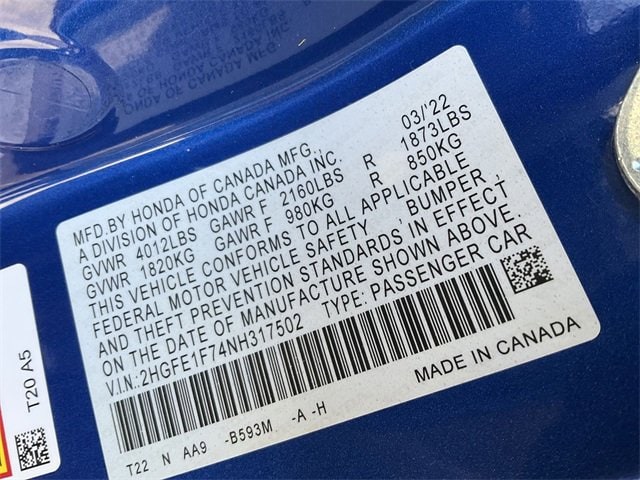 MFD.BY HONDA OF CANADA MFG., 03/'22
A DIVISION OF HONDA CANADA INC.
GVWR 4012LBS GAWR F 2160LBS R 1873LBS
GVWR 1820KG GAWR F 980KG R 850KG
THIS VEHICLE CONFORMS TO ALL APPLICABLE
FEDERAL MOTOR VEHICLE SAFETY , BUMPER ,
AND THEFT PREVENTION STANDARDS IN EFFECT
ON THE DATE OF MANUFACTURE SHOWN ABOVE.
V.I.N.:2HGFE1F74NH317502 TYPE: PASSENGER CAR
T22 N AA9 -B593M -A -H MADE IN CANADA
T20 A5